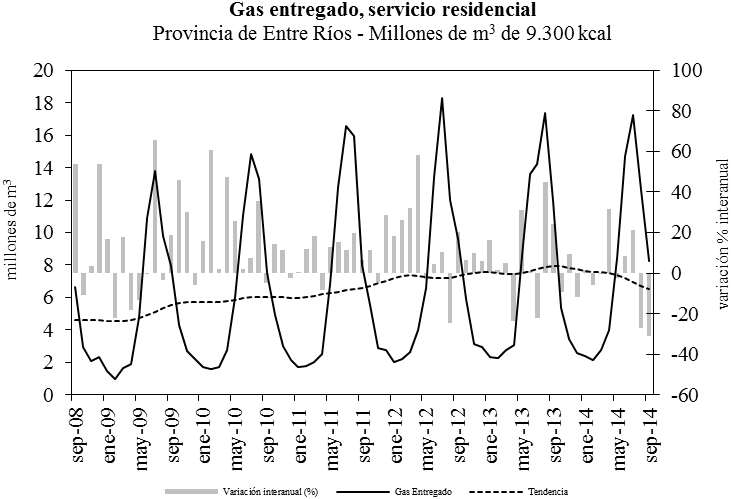 Gas entregado, servicio residencial
Provincia de Entre Ríos - Millones de m³ de 9.300 kcal
20
18
16
14
12
10
8
6
4
2
0
millones de m³
100
80
60
40
20
0
-20
-40
-60
variación % interanual
sep-08
ene-09
may-09
sep-09
ene-10
may-10
sep-10
ene-11
may-11
sep-11
ene-12
may-12
sep-12
ene-13
may-13
sep-13
ene-14
may-14
sep-14
Variación interanual (%)
Gas Entregado
Tendencia